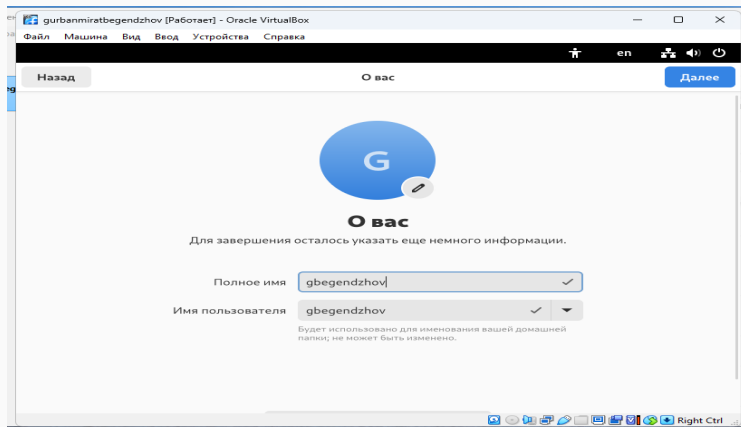 gurbanmiratbegendzhov [Работает] - Oracle VirtualBox
Файл Машина Вид Ввод Устройства Справка
en
Назад О вас Далее
G
О вас
Для завершения осталось указать еще немного информации.
Полное имя gbegendzhov
Имя пользователя gbegendzhov
Будет использовано для именования вашей домашней
папки; не может быть изменено.
Right Ctrl